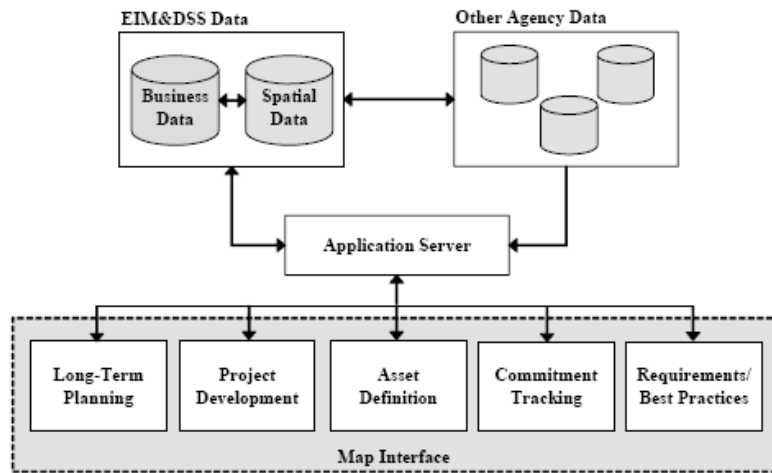 EIM&DSS Data
Other Agency Data
Business
Data
Spatial
Data
Application Server
Long-Term
Planning
Project
Development
Asset
Definition
Commitment
Tracking
Requirements/
Best Practices
Map Interface